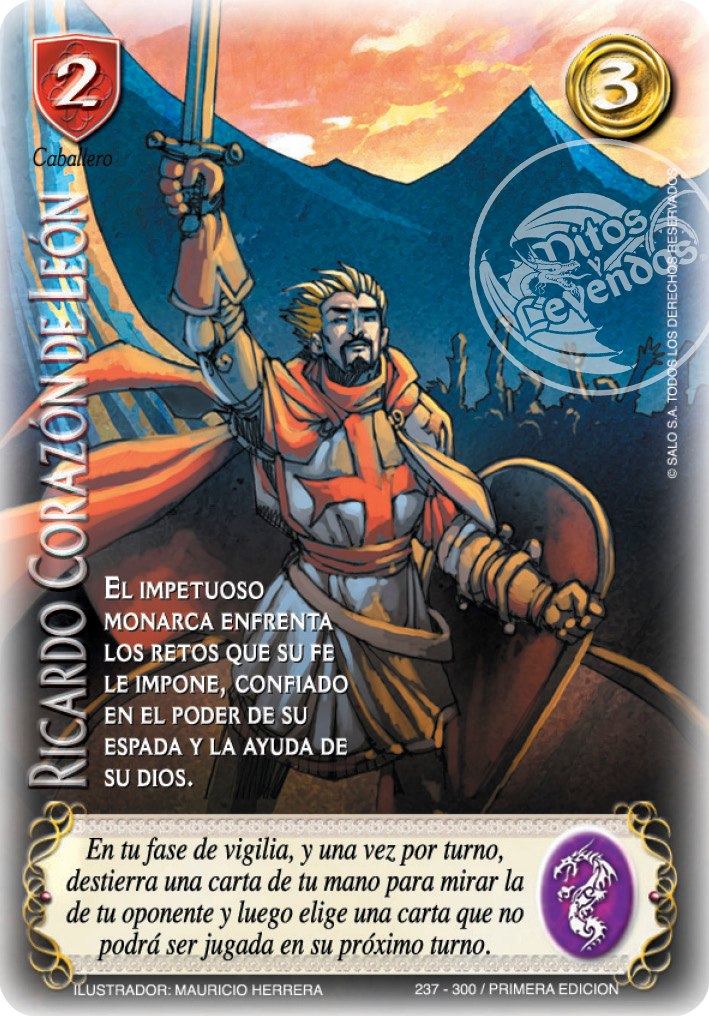 2
3
Caballero
Mitos
y
Leyendas
© SALO S.A. TODOS LOS DERECHOS RESERVADOS
RICARDO CORAZÓN DE LEÓN
EL IMPETUOSO
MONARCA ENFRENTA
LOS RETOS QUE SU FE
LE IMPONE, CONFIADO
EN EL PODER DE SU
ESPADA Y LA AYUDA DE
SU DIOS.
En tu fase de vigilia, y una vez por turno,
destierra una carta de tu mano para mirar la
de tu oponente y luego elige una carta que no
podrá ser jugada en su próximo turno.
ILUSTRADOR: MAURICIO HERRERA
237 - 300 / PRIMERA EDICION